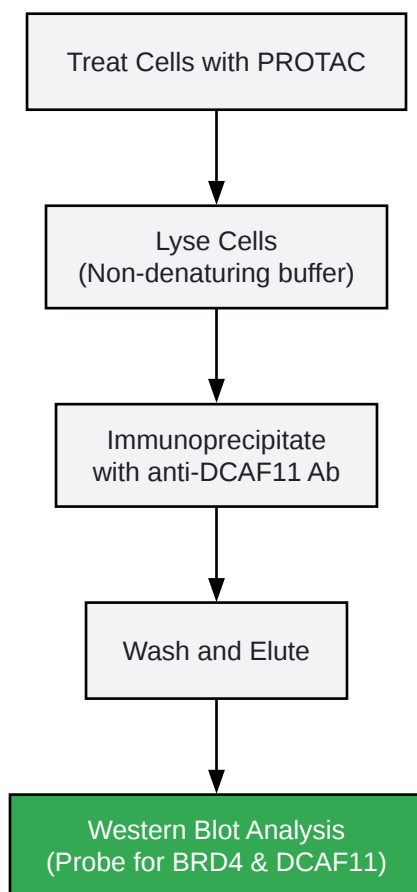 Treat Cells with PROTAC
Lyse Cells
(Non-denaturing buffer)
Immunoprecipitate
with anti-DCAF11 Ab
Wash and Elute
Western Blot Analysis
(Probe for BRD4 & DCAF11)